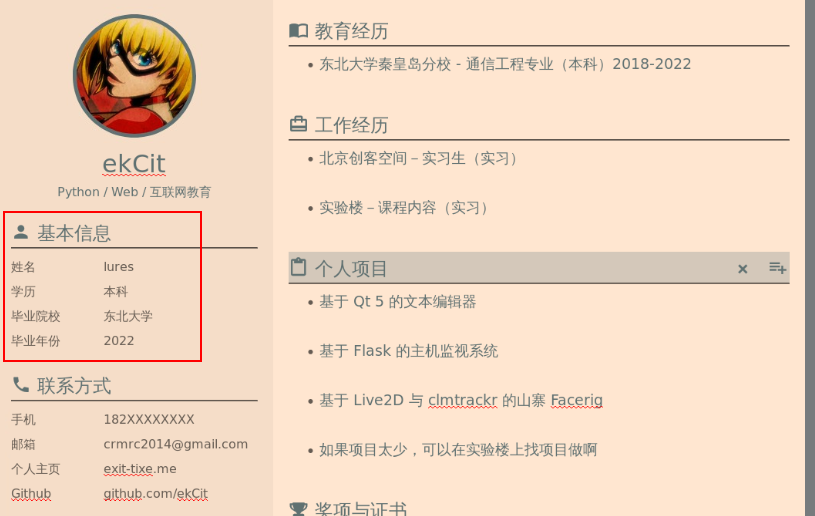 ekCit
Python / Web / 互联网教育
基本信息
姓名 lures
学历 本科
毕业院校 东北大学
毕业年份 2022
联系方式
手机 182XXXXXXXX
邮箱 crmrc2014@gmail.com
个人主页 exit-tixe.me
Github github.com/ekCit
教育经历
• 东北大学秦皇岛分校 - 通信工程专业（本科）2018-2022
工作经历
• 北京创客空间 – 实习生（实习）
• 实验楼 – 课程内容（实习）
个人项目
• 基于 Qt 5 的文本编辑器
• 基于 Flask 的主机监视系统
• 基于 Live2D 与 clmtrackr 的山寨 Facerig
• 如果项目太少，可以在实验楼上找项目做啊
奖项与证书